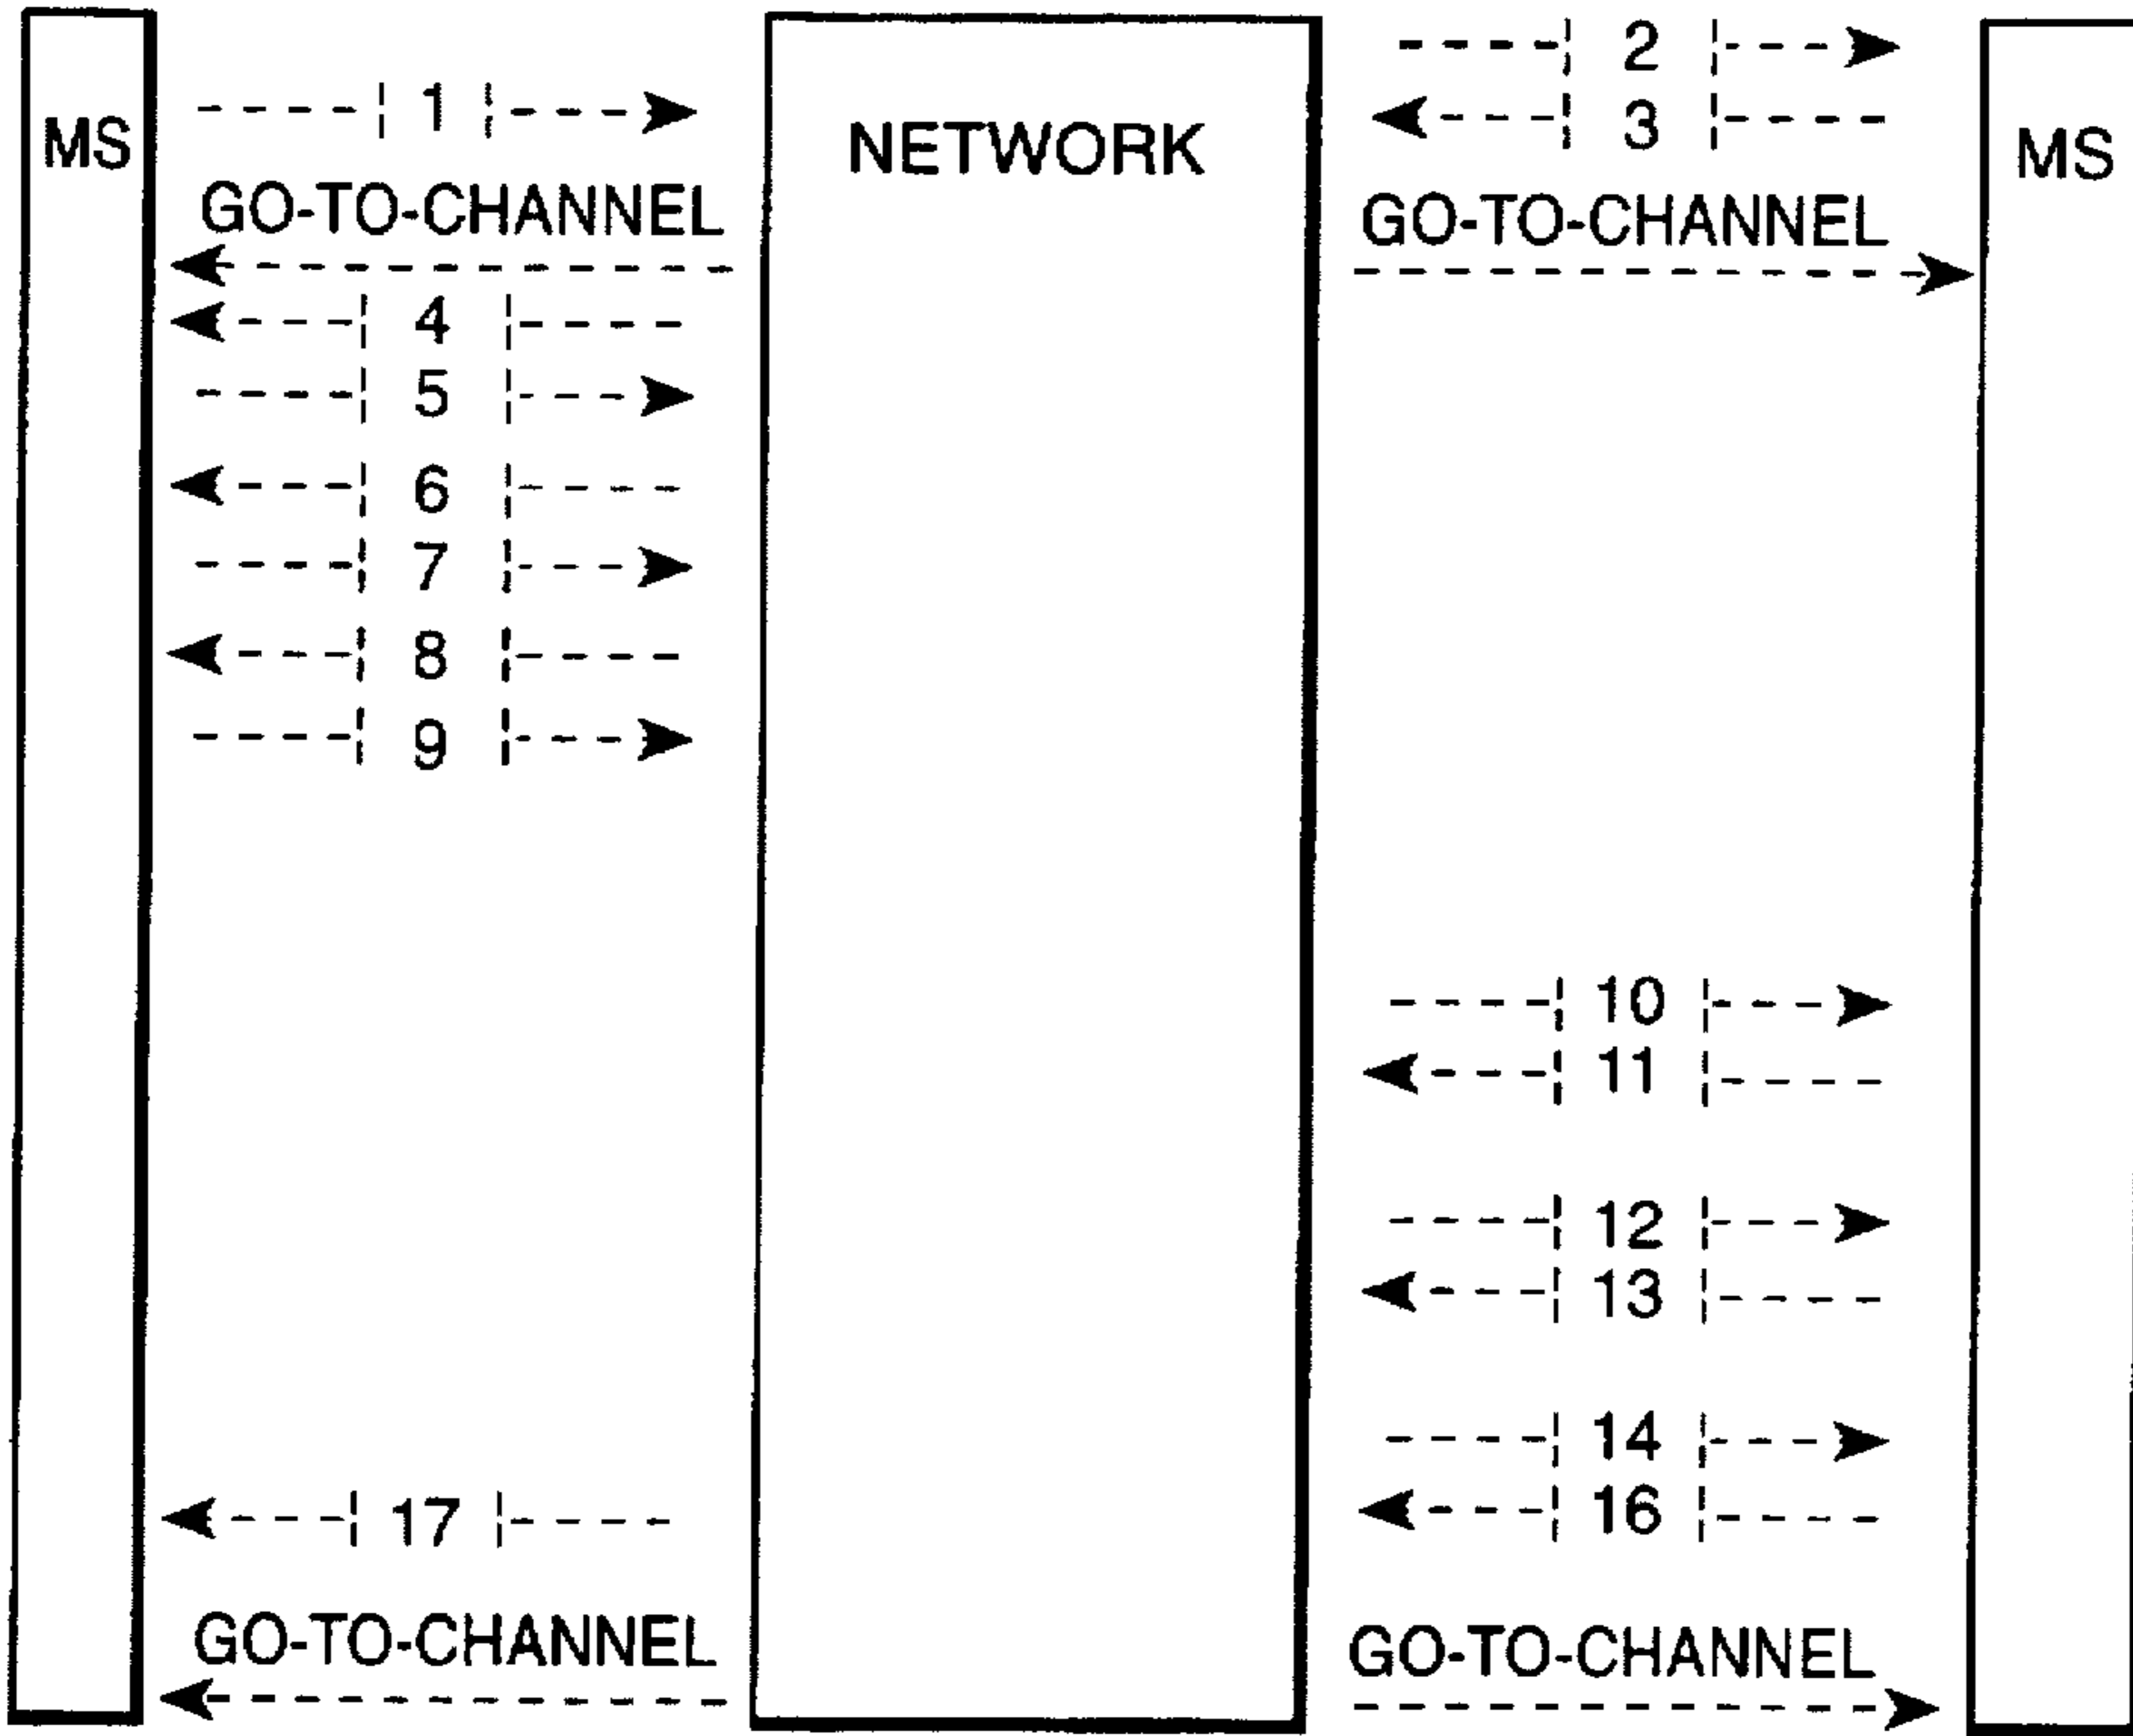 MS
NETWORK
MS
1
GO-TO-CHANNEL
4
5
6
7
8
9
17
GO-TO-CHANNEL
2
3
GO-TO-CHANNEL
10
11
12
13
14
16
GO-TO-CHANNEL